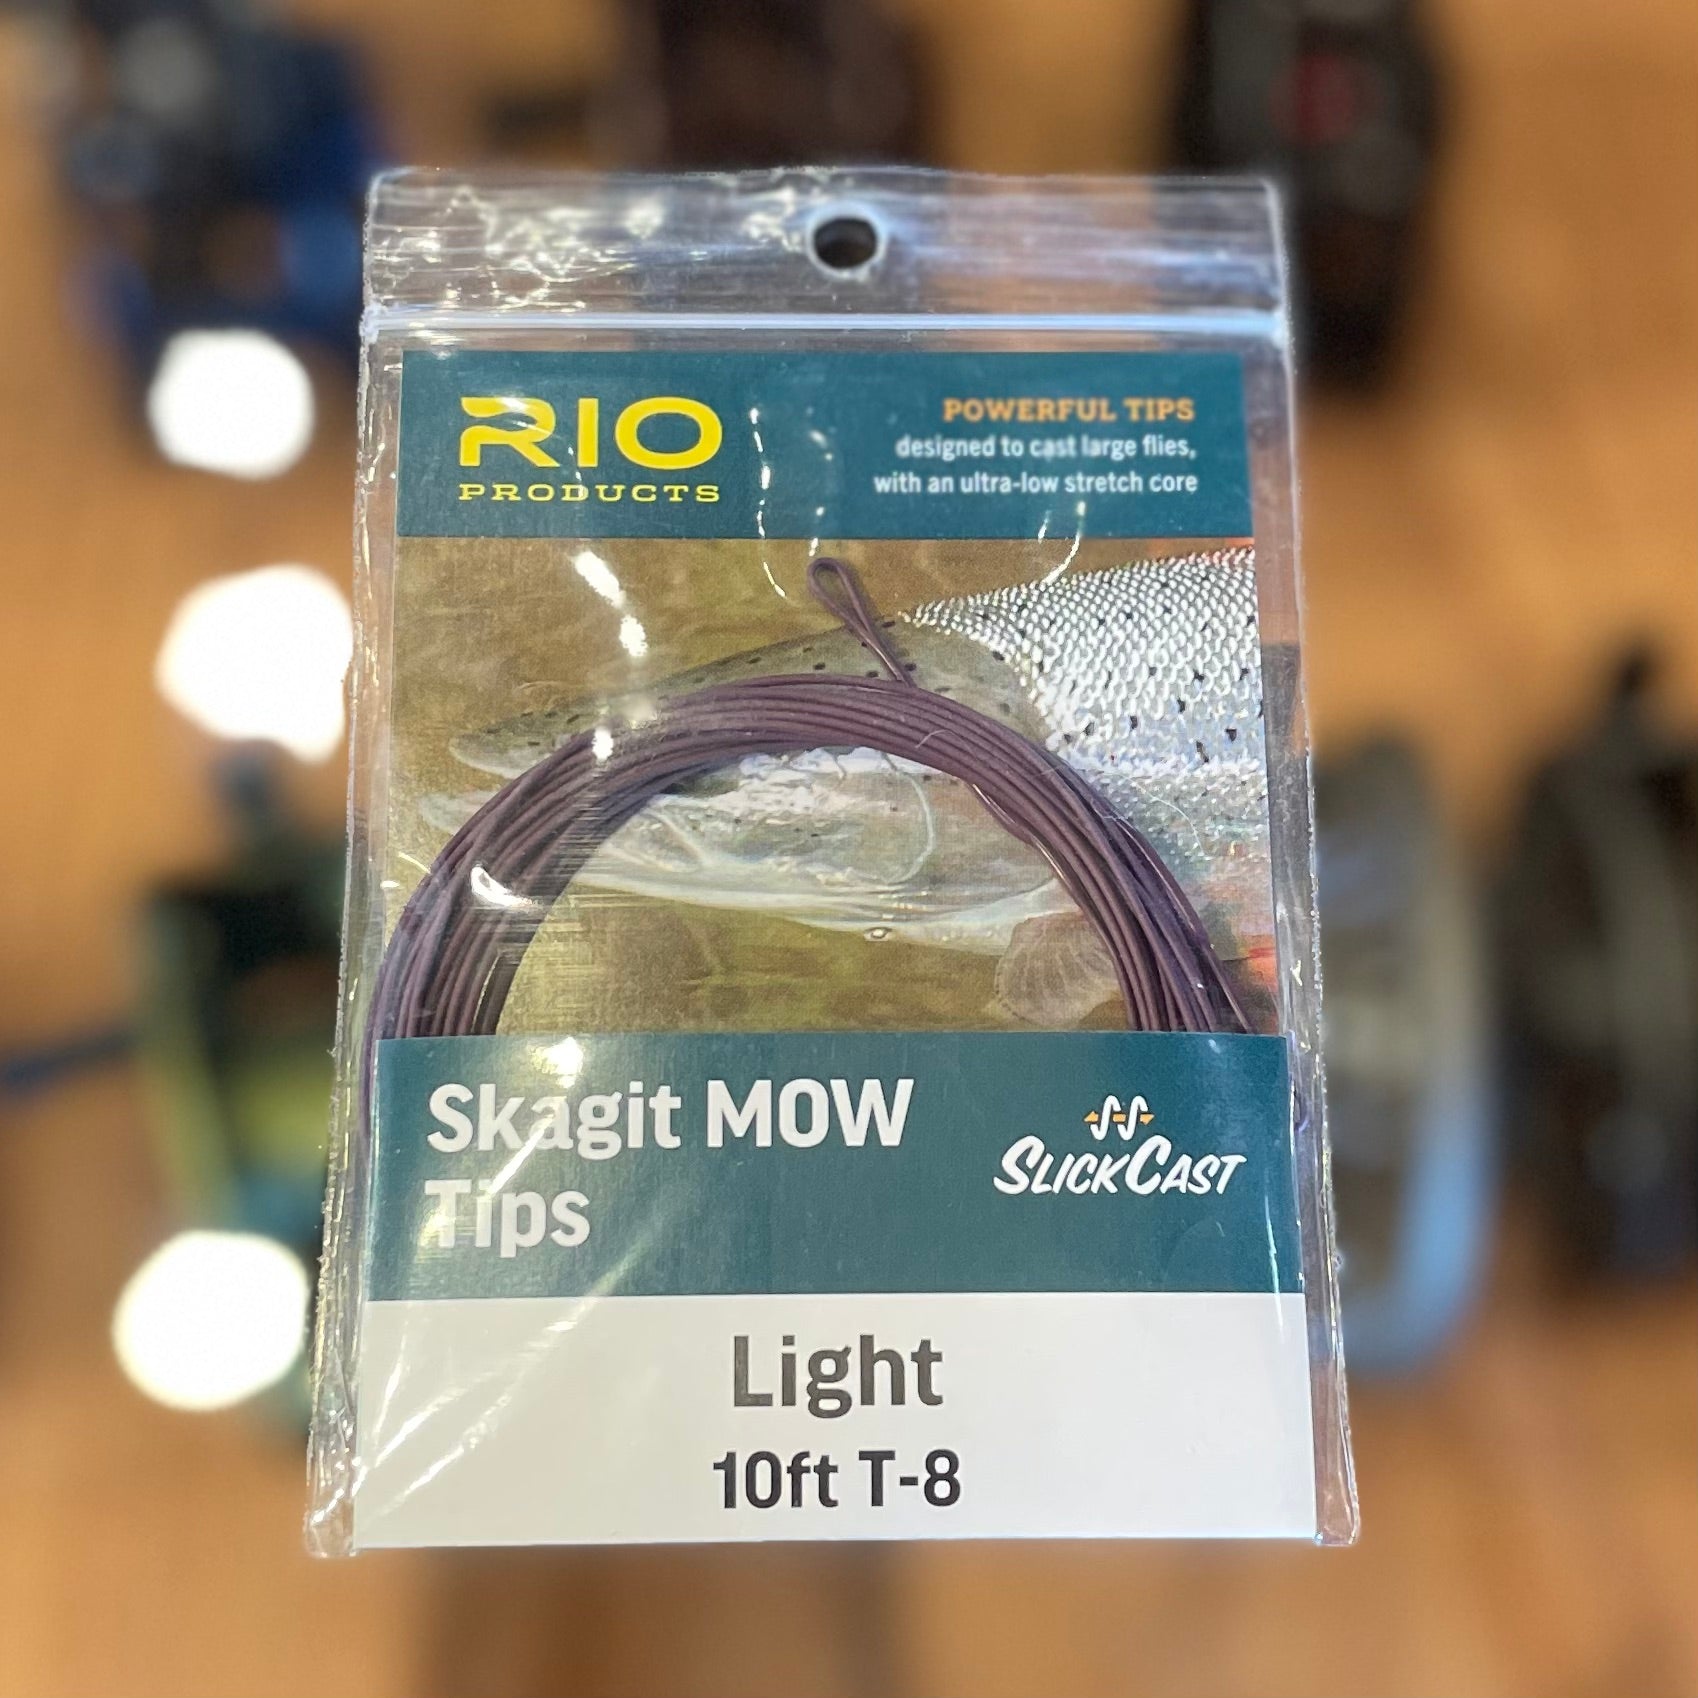 RIO
PRODUCTS
POWERFUL TIPS
designed to cast large flies,
with an ultra-low stretch core
Skagit MOW
Tips
SLICKCAST
Light
10ft T-8